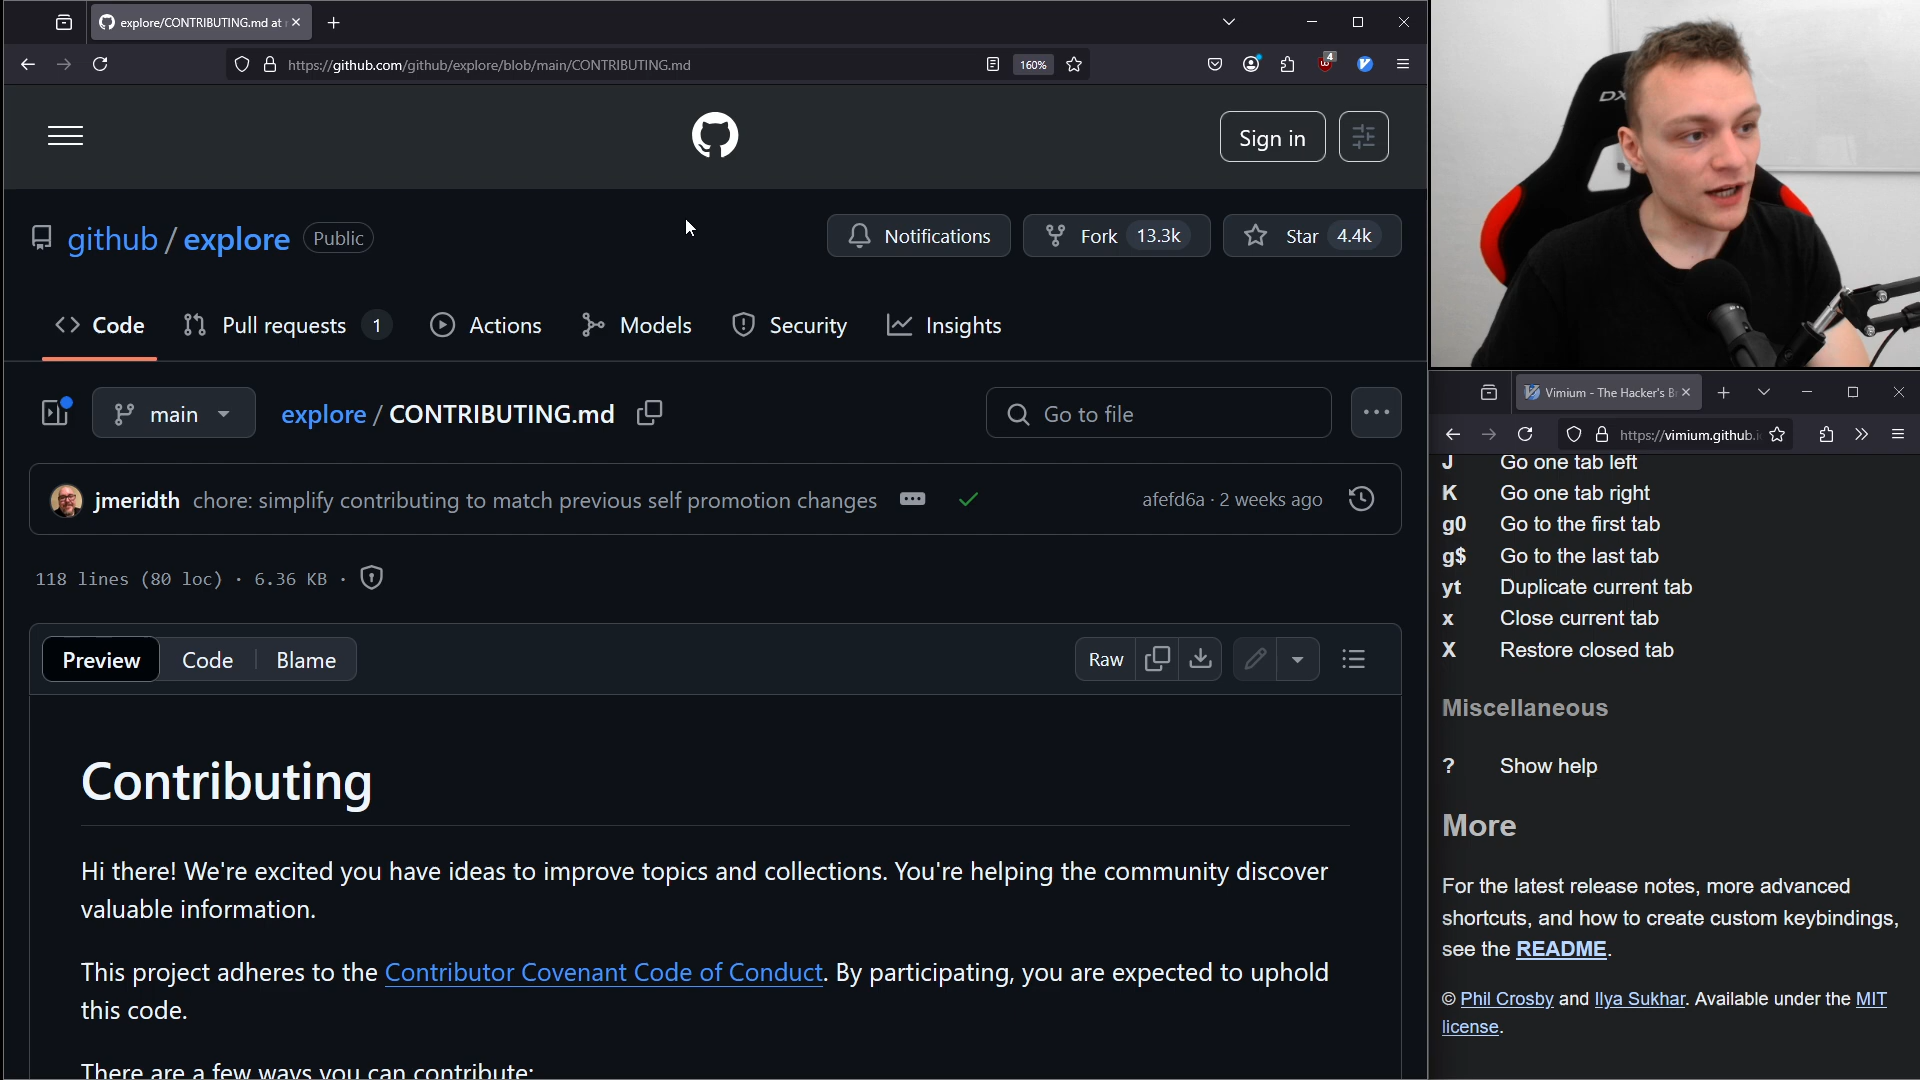 explore/CONTRIBUTING.md at
https://github.com/github/explore/blob/main/CONTRIBUTING.md
160%
4
Sign in
github / explore
Public
Notifications
Fork 13.3k
Star 4.4k
Code
Pull requests 1
Actions
Models
Security
Insights
main
explore / CONTRIBUTING.md
Go to file
jmeridth chore: simplify contributing to match previous self promotion changes
afefd6a · 2 weeks ago
118 lines (80 loc) · 6.36 KB ·
Preview
Code
Blame
Raw
Contributing
Hi there! We're excited you have ideas to improve topics and collections. You're helping the community discover
valuable information.
This project adheres to the Contributor Covenant Code of Conduct. By participating, you are expected to uphold
this code.
There are a few ways you can contribute:
DX
Vimium - The Hacker's Br
https://vimium.github.i
J Go one tab left
K Go one tab right
g0 Go to the first tab
g$ Go to the last tab
yt Duplicate current tab
x Close current tab
X Restore closed tab
Miscellaneous
? Show help
More
For the latest release notes, more advanced
shortcuts, and how to create custom keybindings,
see the README.
© Phil Crosby and Ilya Sukhar. Available under the MIT
license.